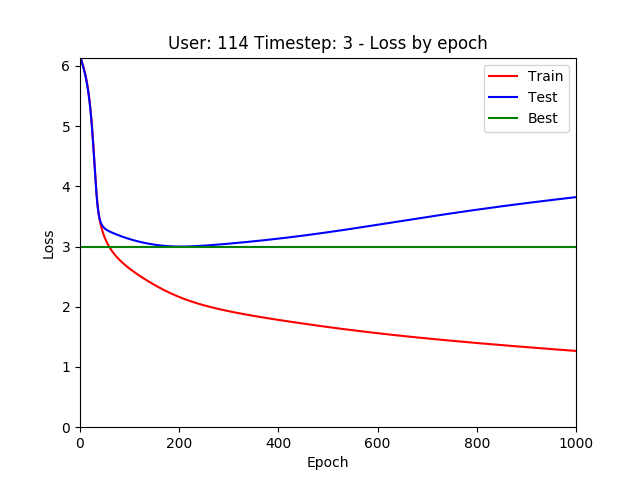 User: 114 Timestep: 3 - Loss by epoch
Train
Test
Best
Loss
6
5
4
3
2
1
0
0 200 400 600 800 1000
Epoch